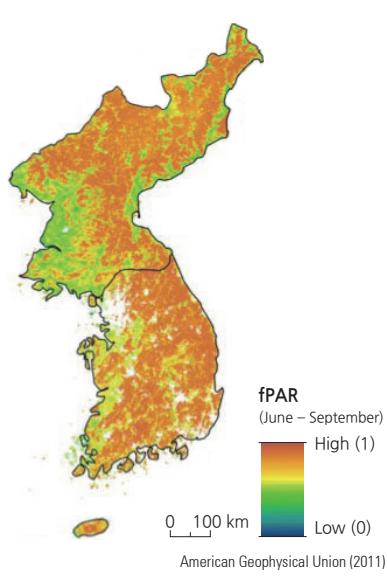 fPAR
(June – September)
High (1)
Low (0)
0 100 km
American Geophysical Union (2011)